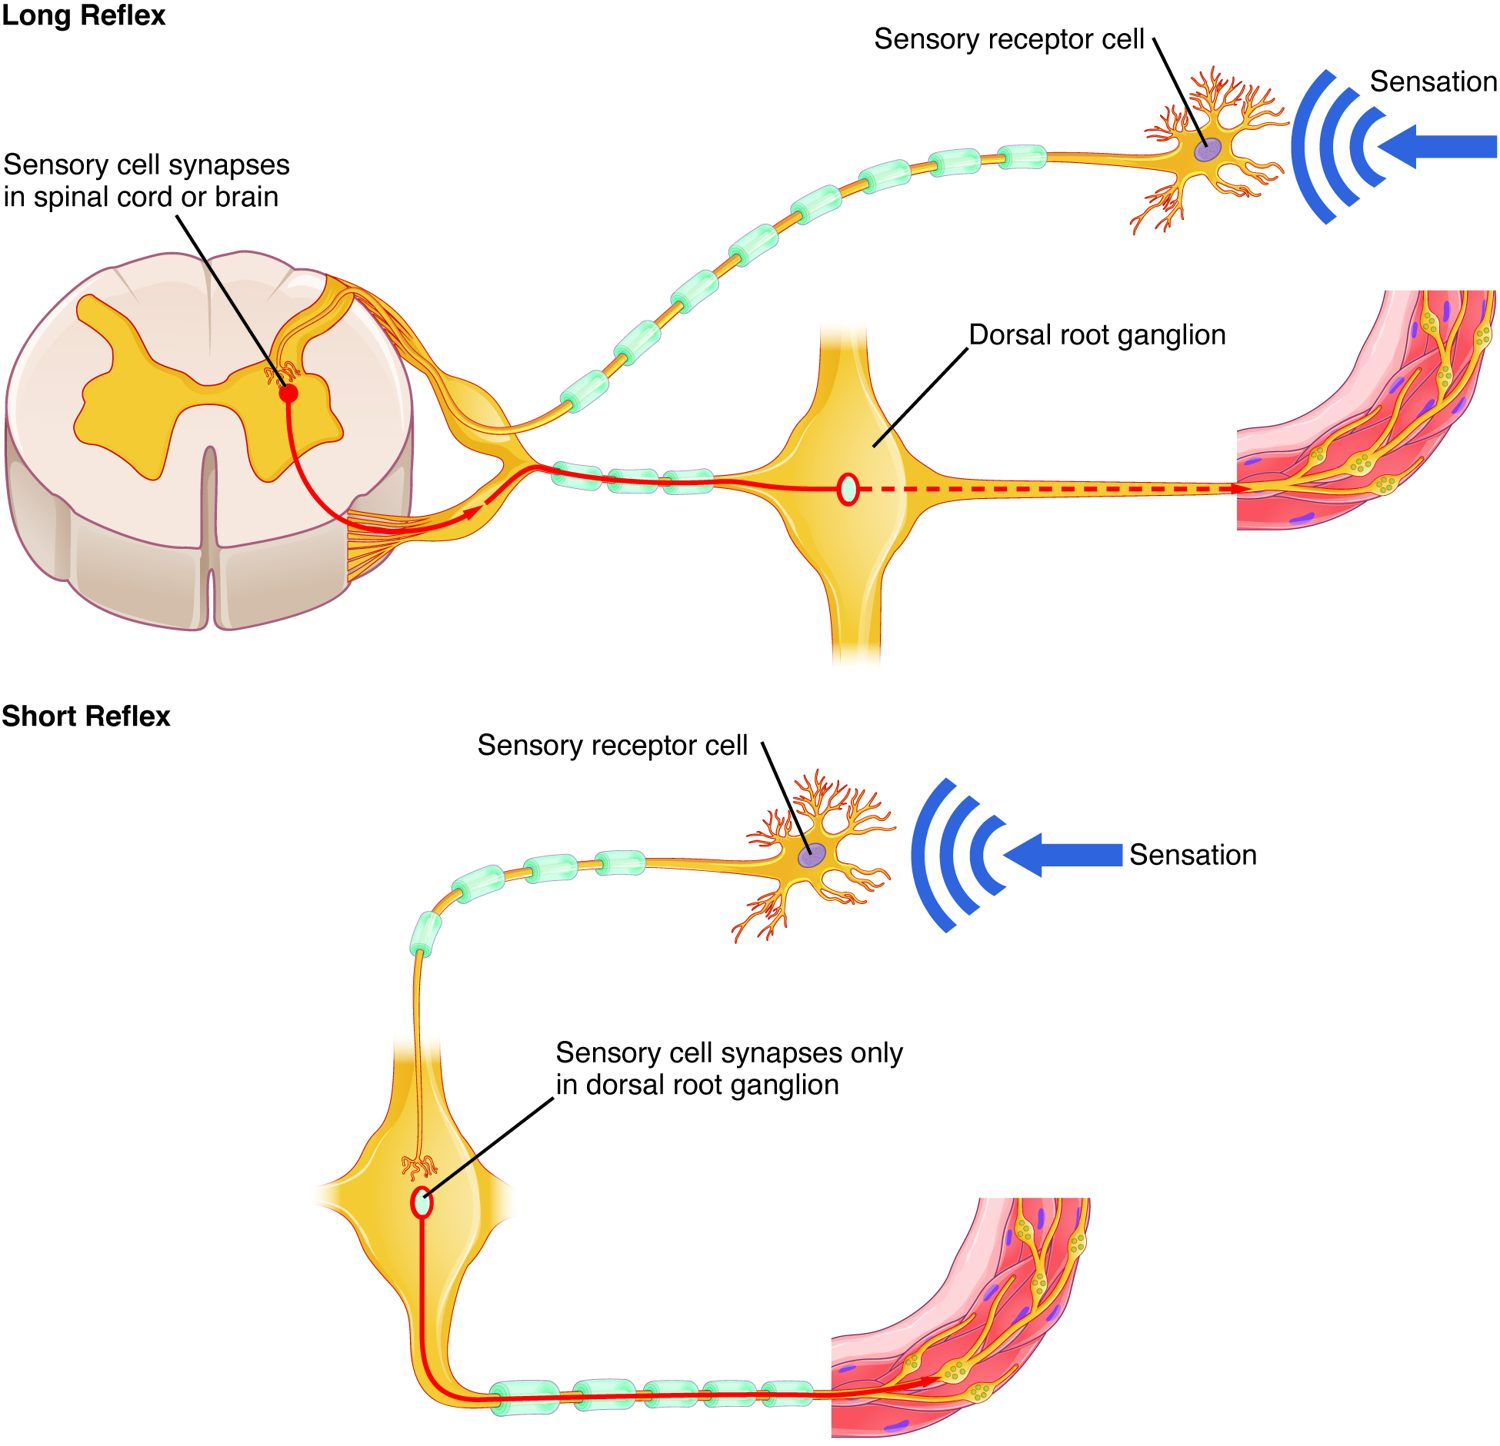 Long Reflex
Sensory receptor cell
Sensation
Sensory cell synapses
in spinal cord or brain
Dorsal root ganglion
Short Reflex
Sensory receptor cell
Sensation
Sensory cell synapses only
in dorsal root ganglion